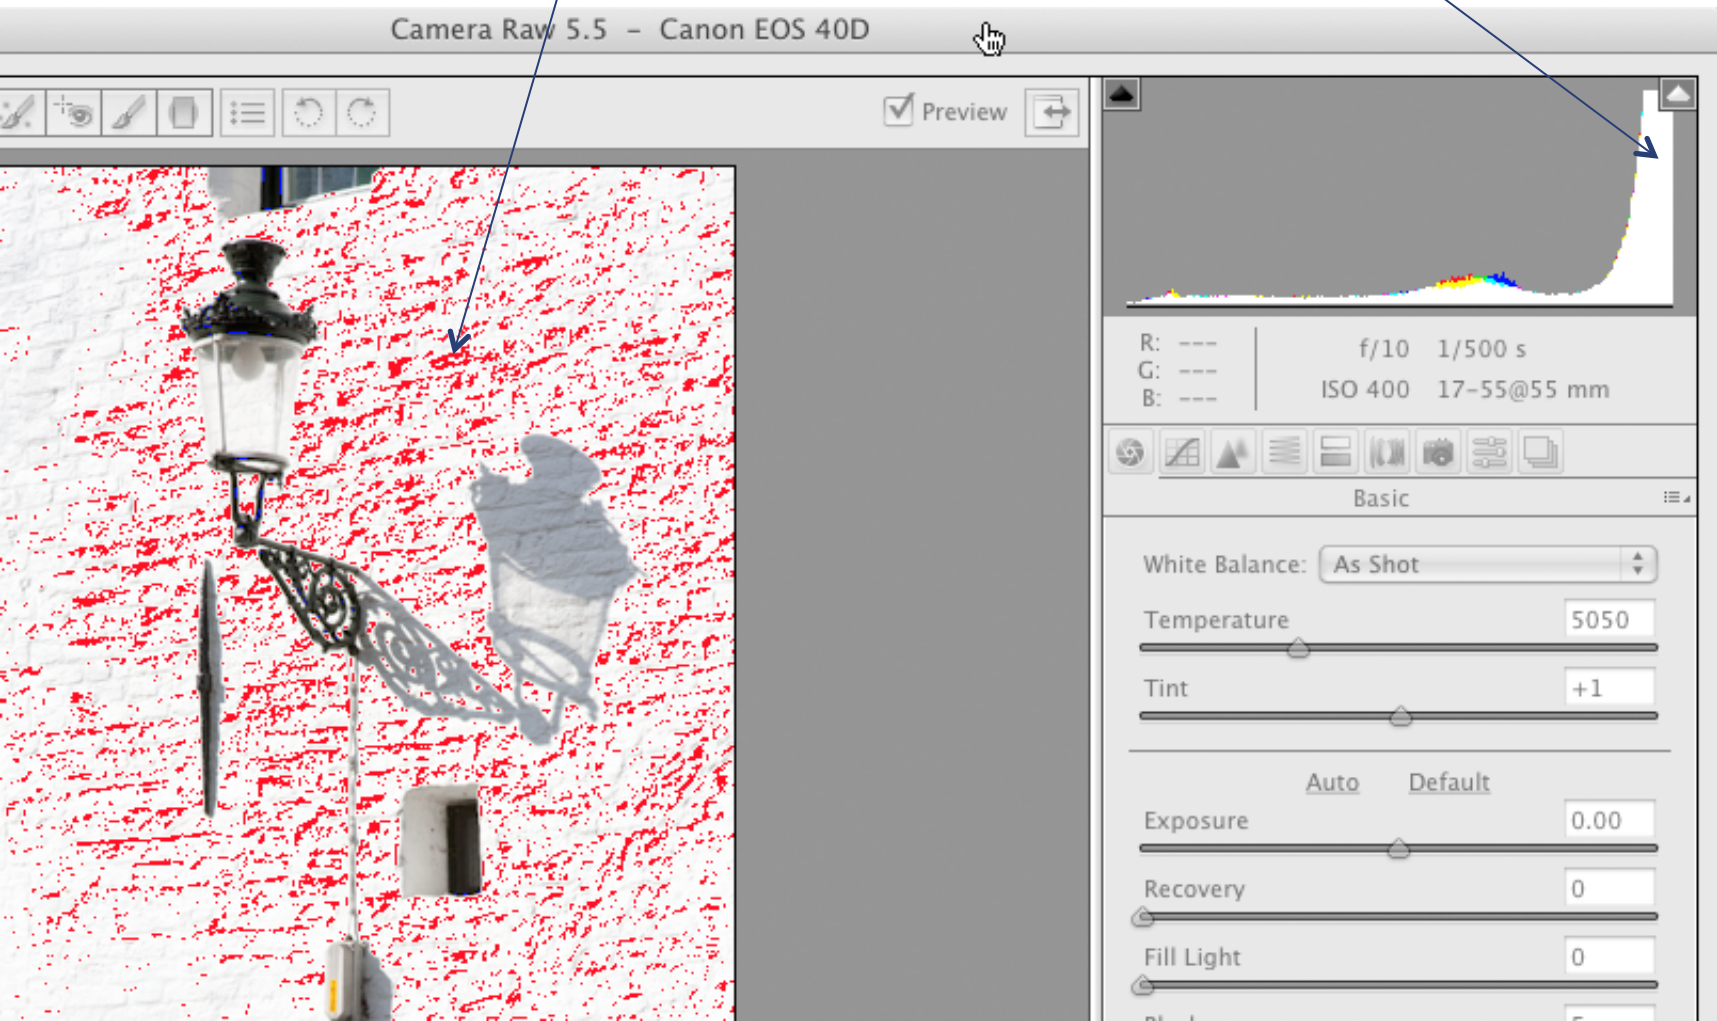 Camera Raw 5.5 – Canon EOS 40D
Preview
R: ---
G: ---
B: ---
f/10 1/500 s
ISO 400 17-55@55 mm
Basic
White Balance: As Shot
Temperature 5050
Tint +1
Auto Default
Exposure 0.00
Recovery 0
Fill Light 0